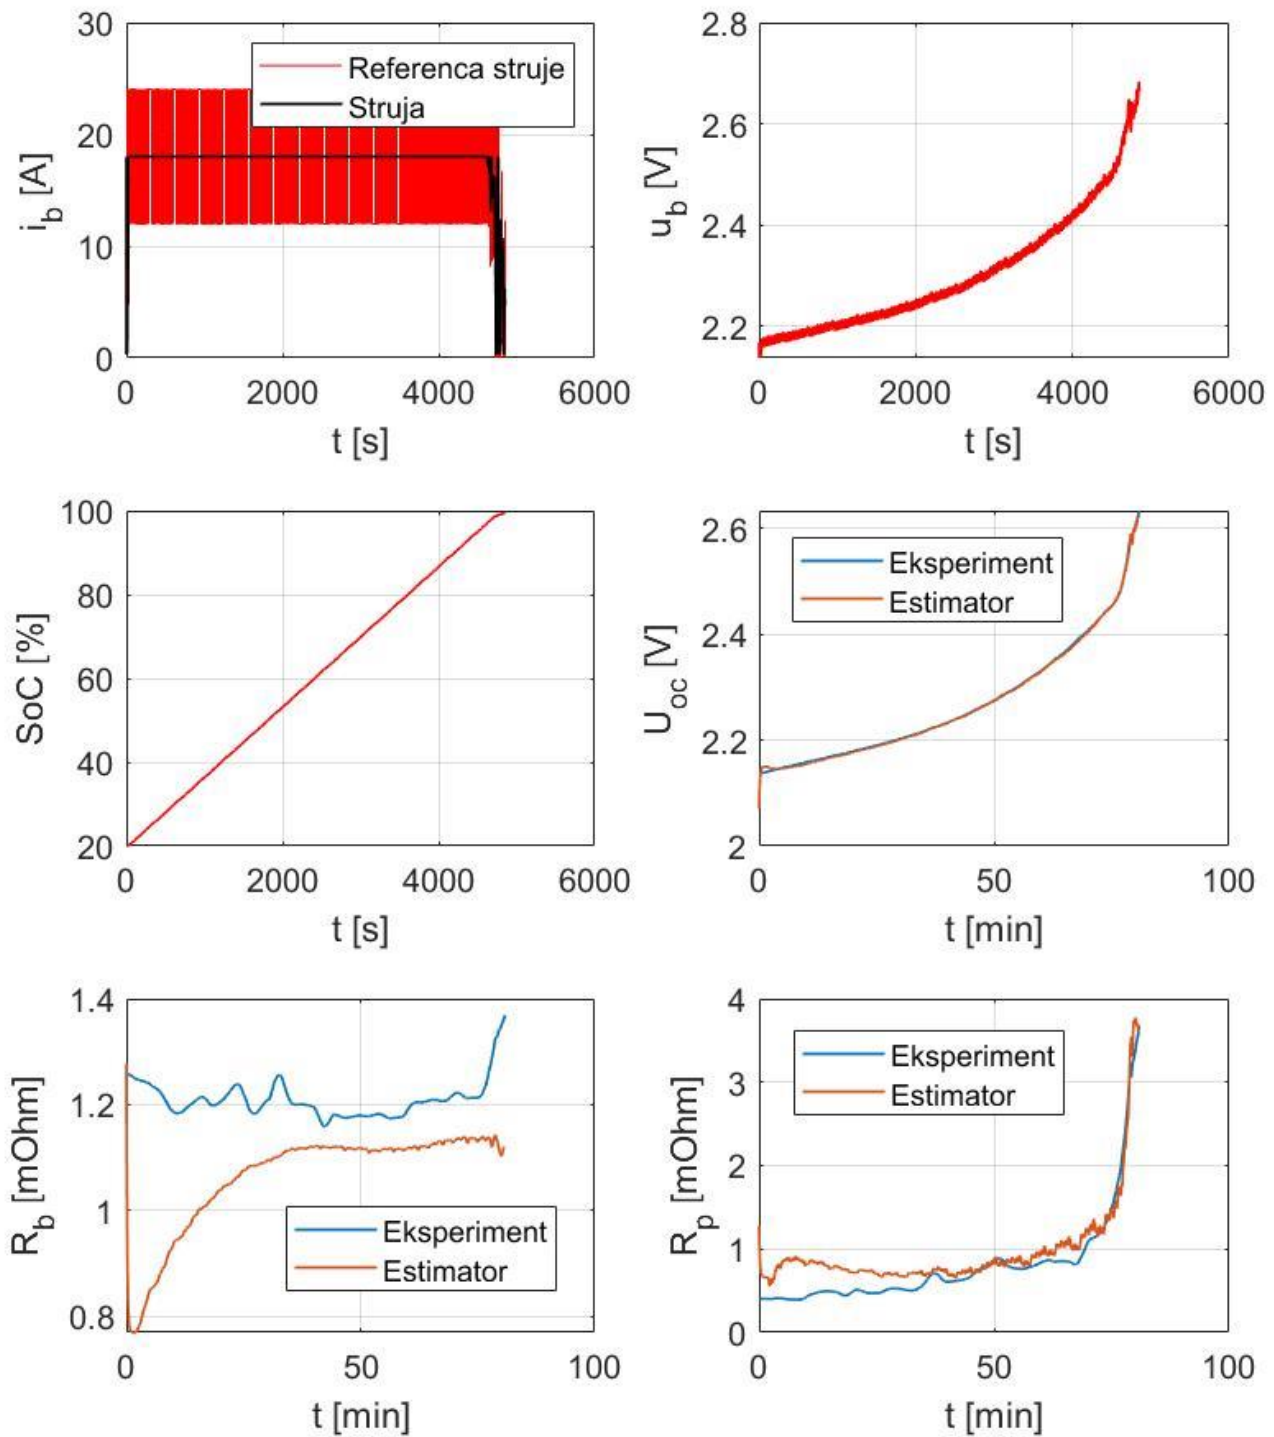 30
20
10
0
i_b [A]
Referenca struje
Struja
0 2000 4000 6000
t [s]
2.8
2.6
2.4
2.2
u_b [V]
0 2000 4000 6000
t [s]
100
80
60
40
20
SoC [%]
0 2000 4000 6000
t [s]
2.6
2.4
2.2
2
U_oc [V]
Eksperiment
Estimator
0 50 100
t [min]
1.4
1.2
1
0.8
R_b [mOhm]
Eksperiment
Estimator
0 50 100
t [min]
4
3
2
1
0
R_p [mOhm]
Eksperiment
Estimator
0 50 100
t [min]